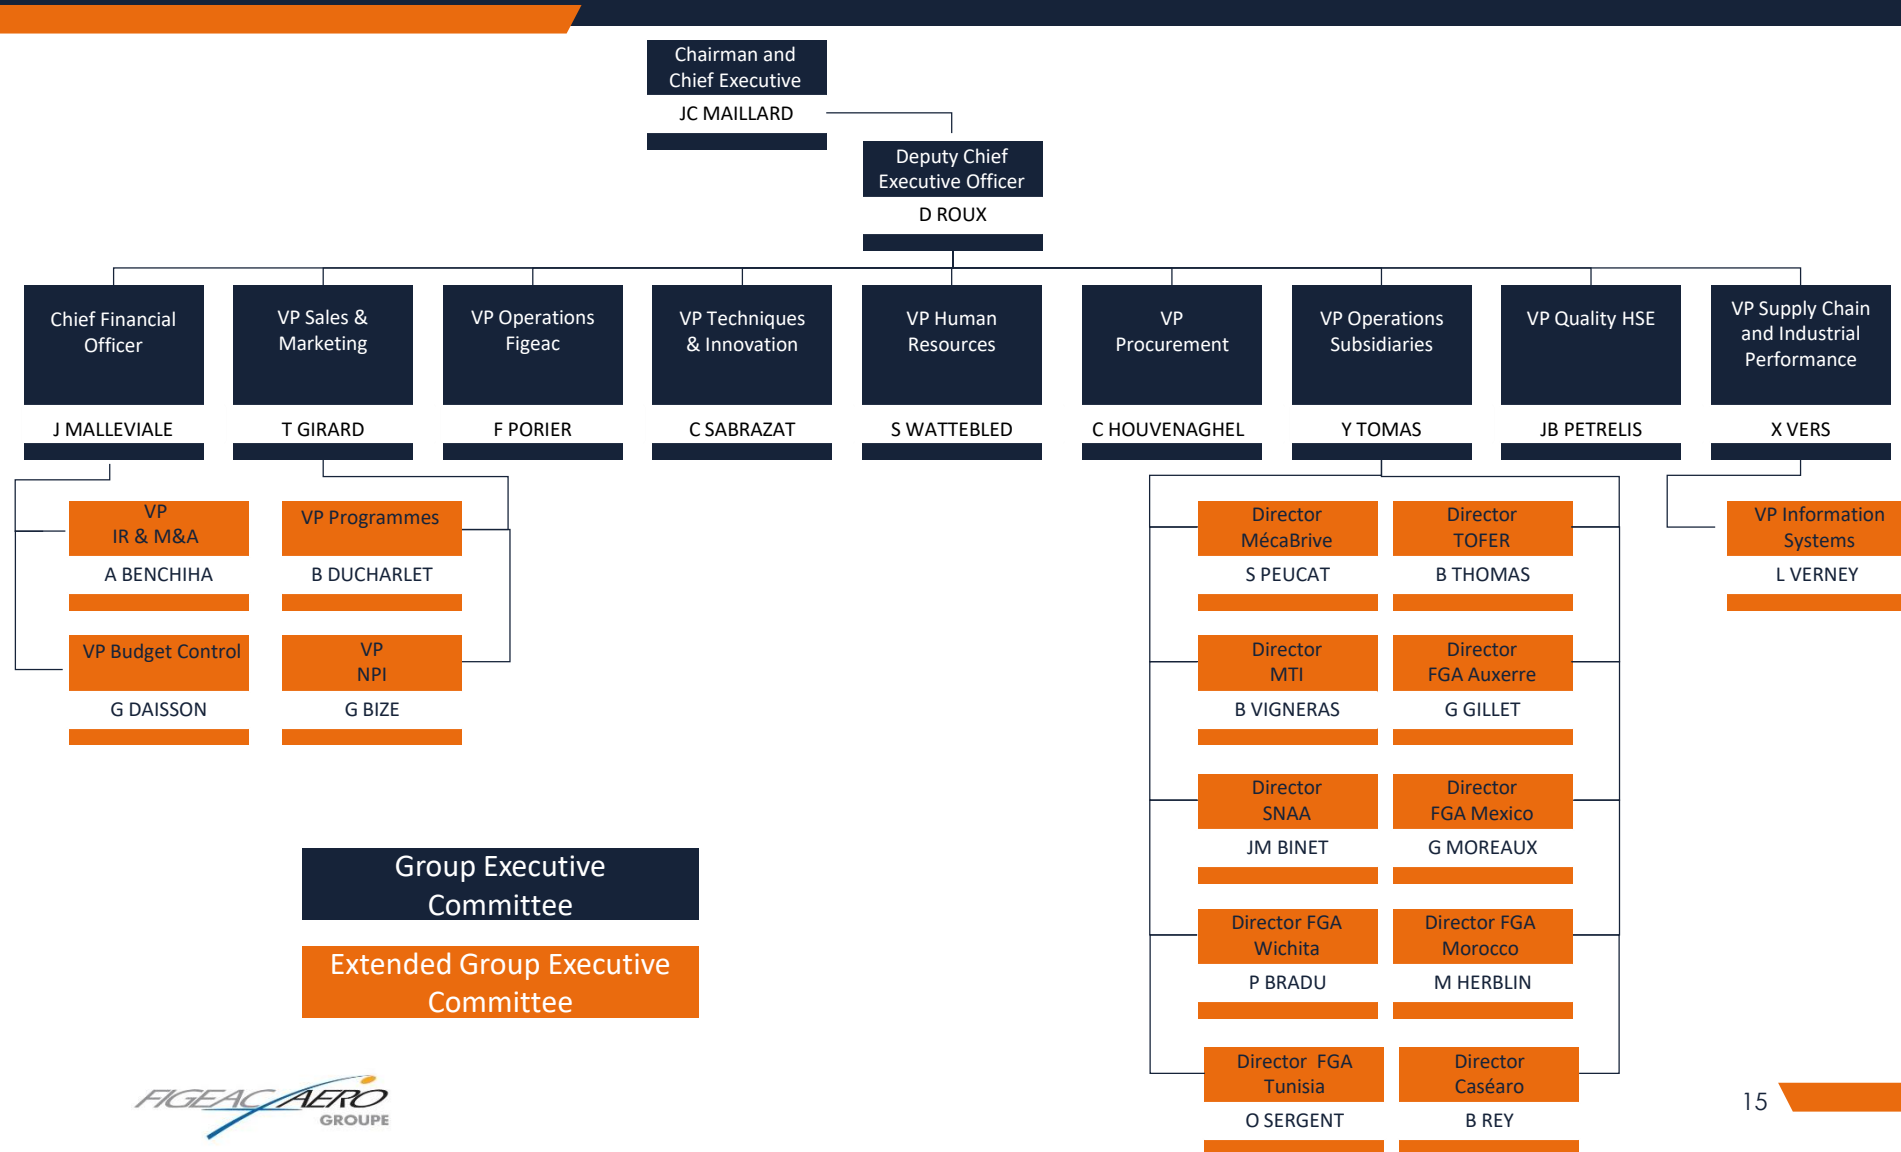 Chairman and
Chief Executive
JC MAILLARD
Deputy Chief
Executive Officer
D ROUX
Chief Financial
Officer
J MALLEVIALE
VP Sales &
Marketing
T GIRARD
VP Operations
Figeac
F PORIER
VP Techniques
& Innovation
C SABRAZAT
VP Human
Resources
S WATTEBLED
VP
Procurement
C HOUVENAGHEL
VP Operations
Subsidiaries
Y TOMAS
VP Quality HSE
JB PETRELIS
VP Supply Chain
and Industrial
Performance
X VERS
VP
IR & M&A
A BENCHIHA
VP Programmes
B DUCHARLET
Director
MécaBrive
S PEUCAT
Director
TOFER
B THOMAS
VP Information
Systems
L VERNEY
VP Budget Control
G DAISSON
VP
NPI
G BIZE
Director
MTI
B VIGNERAS
Director
FGA Auxerre
G GILLET
Director
SNAA
JM BINET
Director
FGA Mexico
G MOREAUX
Director FGA
Wichita
P BRADU
Director FGA
Morocco
M HERBLIN
Director  FGA
Tunisia
O SERGENT
Director
Caséaro
B REY
Group Executive
Committee
Extended Group Executive
Committee
FIGEAC AERO
GROUPE
15